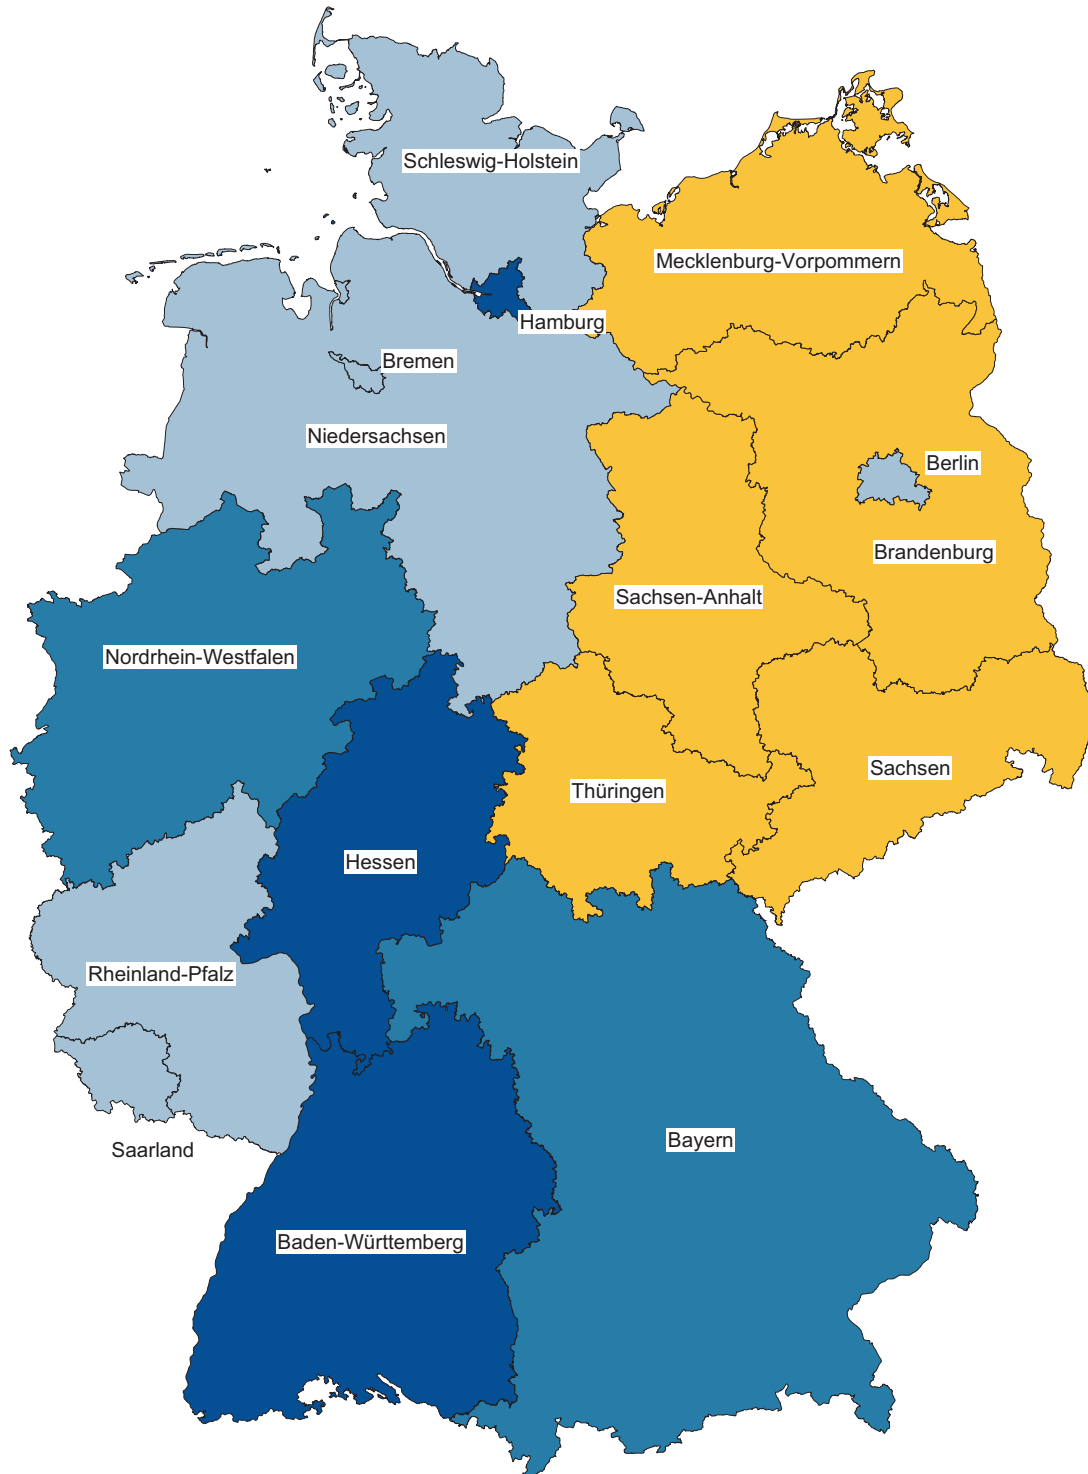 Schleswig-Holstein
Mecklenburg-Vorpommern
Hamburg
Bremen
Niedersachsen
Berlin
Brandenburg
Sachsen-Anhalt
Nordrhein-Westfalen
Sachsen
Thüringen
Hessen
Rheinland-Pfalz
Bayern
Saarland
Baden-Württemberg